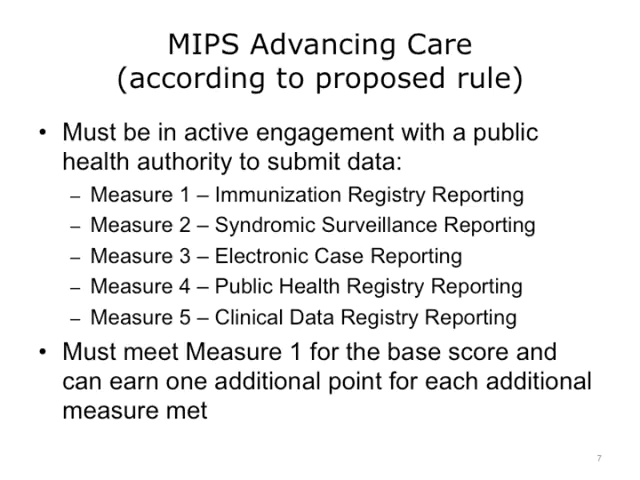 MIPS Advancing Care
(according to proposed rule)
• Must be in active engagement with a public
health authority to submit data:
– Measure 1 – Immunization Registry Reporting
– Measure 2 – Syndromic Surveillance Reporting
– Measure 3 – Electronic Case Reporting
– Measure 4 – Public Health Registry Reporting
– Measure 5 – Clinical Data Registry Reporting
• Must meet Measure 1 for the base score and
can earn one additional point for each additional
measure met
7